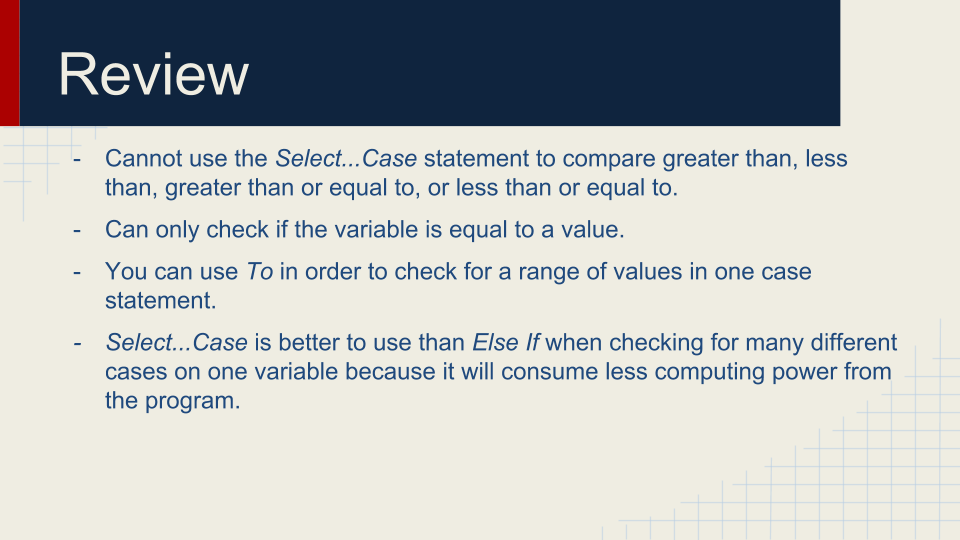 Review
- Cannot use the Select...Case statement to compare greater than, less
than, greater than or equal to, or less than or equal to.
- Can only check if the variable is equal to a value.
- You can use To in order to check for a range of values in one case
statement.
- Select...Case is better to use than Else If when checking for many different
cases on one variable because it will consume less computing power from
the program.